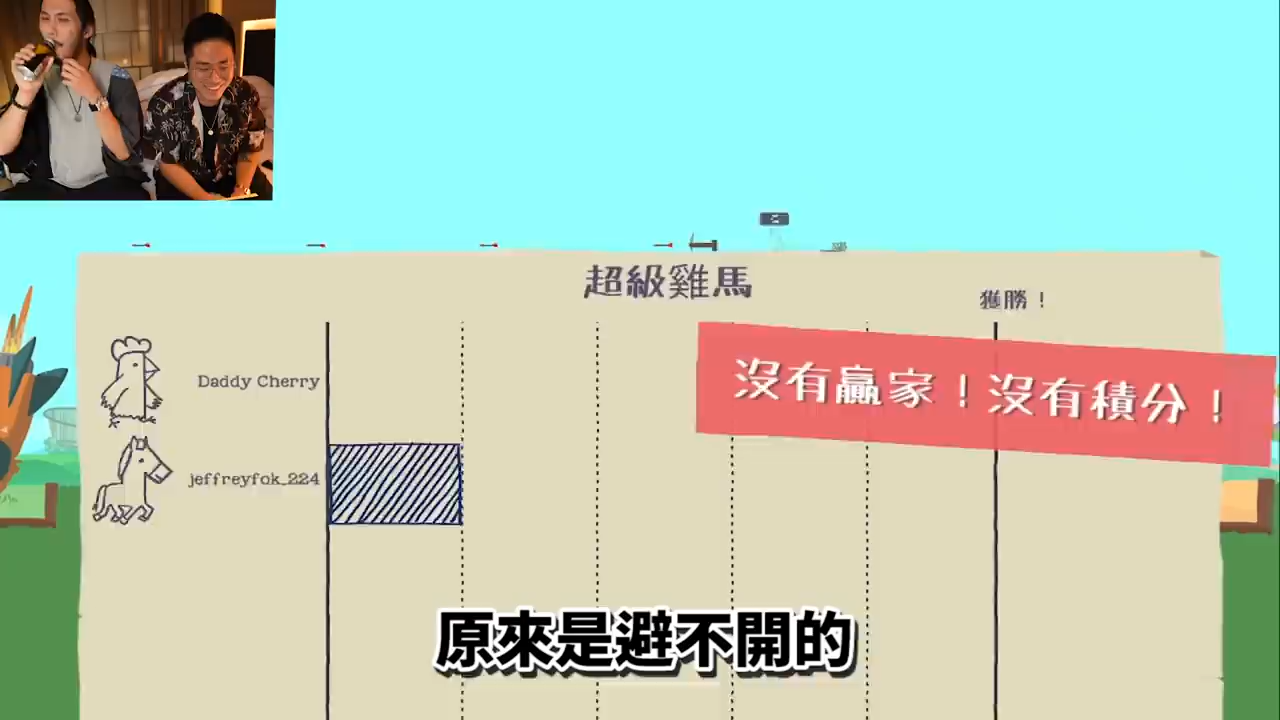 超級雞馬
獲勝！
沒有贏家！沒有積分！
Daddy Cherry
jeffreyfok_224
原來是避不開的